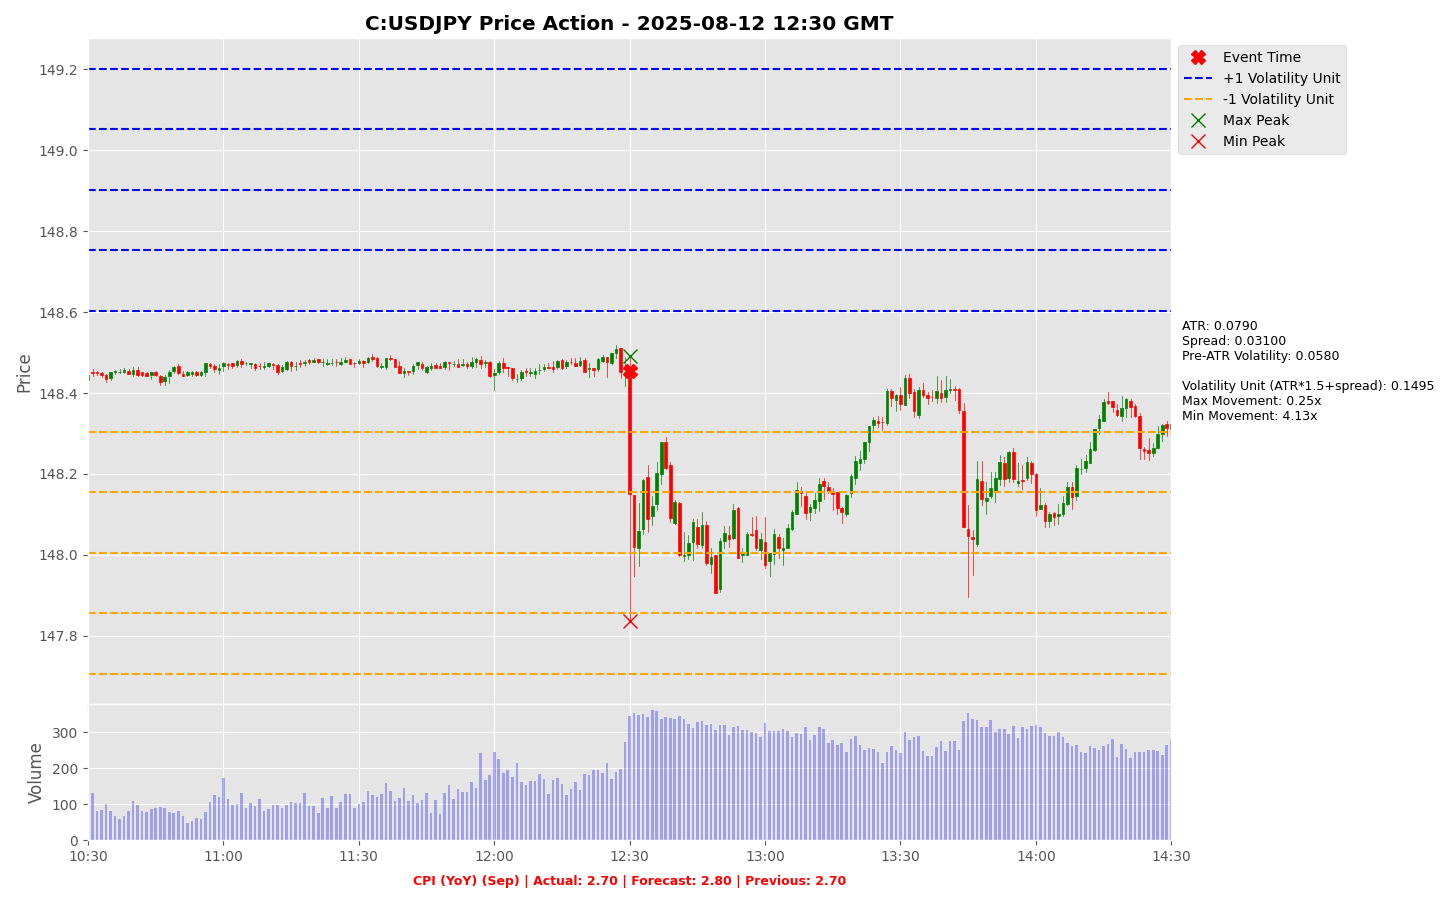 C:USDJPY Price Action - 2025-08-12 12:30 GMT
Event Time
+1 Volatility Unit
-1 Volatility Unit
Max Peak
Min Peak
149.2
149.0
148.8
148.6
148.4
148.2
148.0
147.8
Price
ATR: 0.0790
Spread: 0.03100
Pre-ATR Volatility: 0.0580
Volatility Unit (ATR*1.5+spread): 0.1495
Max Movement: 0.25x
Min Movement: 4.13x
300
200
100
0
Volume
10:30
11:00
11:30
12:00
12:30
13:00
13:30
14:00
14:30
CPI (YoY) (Sep) | Actual: 2.70 | Forecast: 2.80 | Previous: 2.70